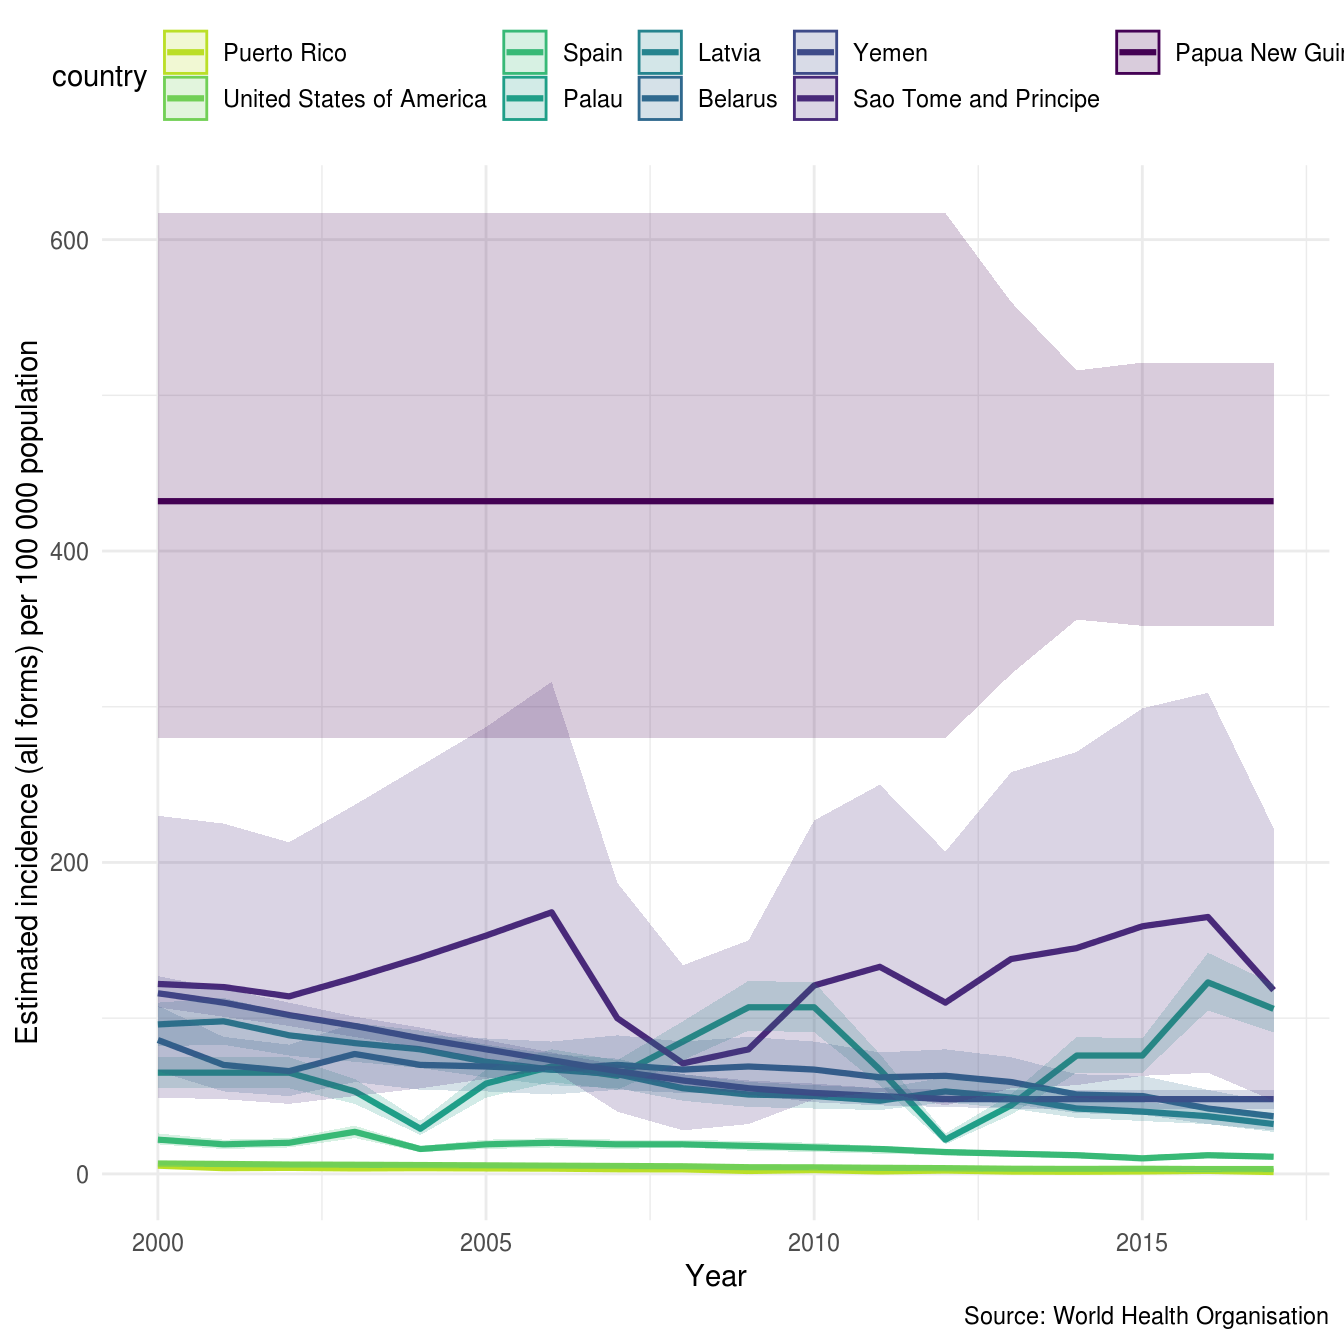 country
Puerto Rico
United States of America
Spain
Palau
Latvia
Belarus
Yemen
Sao Tome and Principe
Papua New Gui
Estimated incidence (all forms) per 100 000 population
600
400
200
0
2000 2005 2010 2015
Year
Source: World Health Organisation